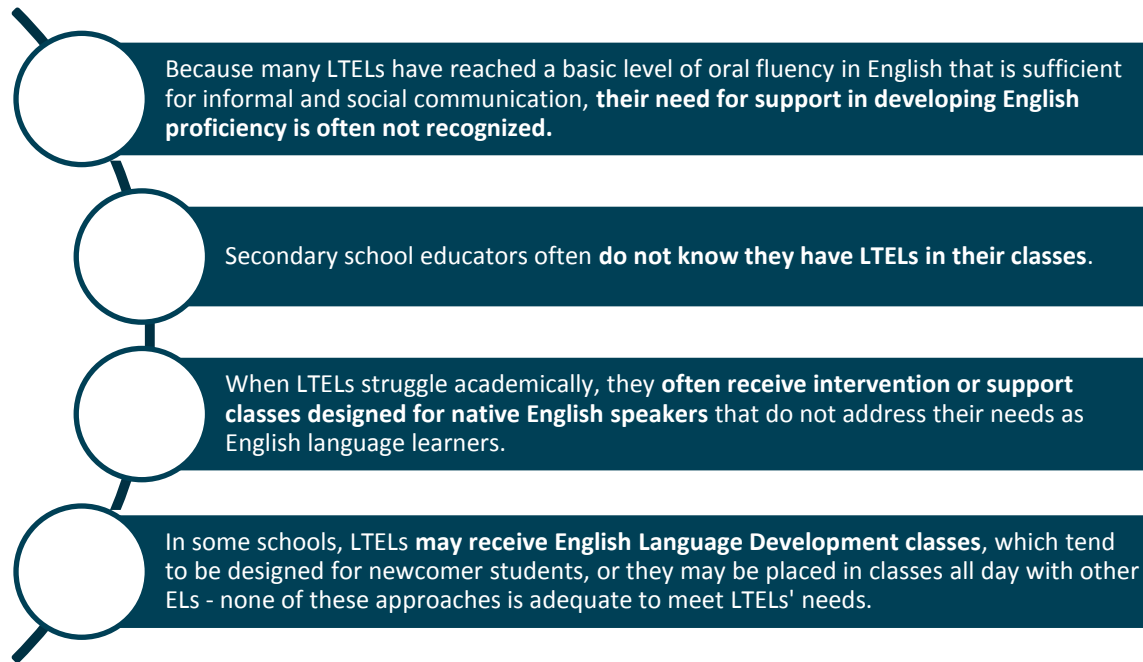 Because many LTELs have reached a basic level of oral fluency in English that is sufficient
for informal and social communication, their need for support in developing English
proficiency is often not recognized.
Secondary school educators often do not know they have LTELs in their classes.
When LTELs struggle academically, they often receive intervention or support
classes designed for native English speakers that do not address their needs as
English language learners.
In some schools, LTELs may receive English Language Development classes, which tend
to be designed for newcomer students, or they may be placed in classes all day with other
ELs - none of these approaches is adequate to meet LTELs' needs.